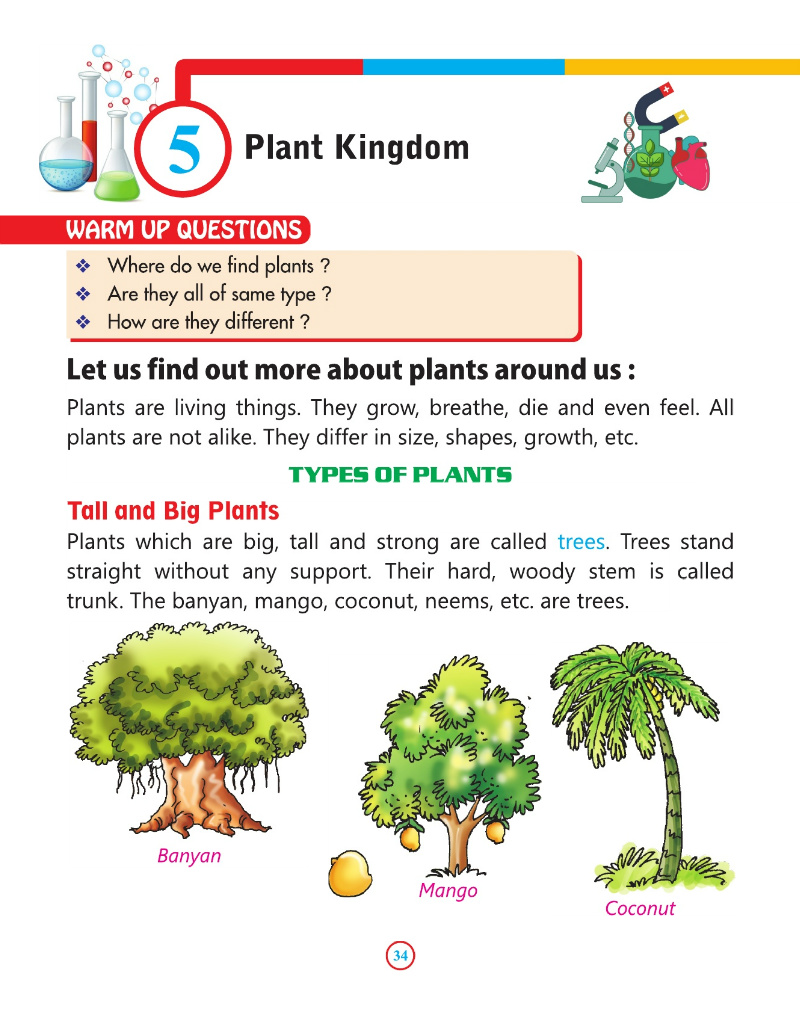 5
Plant Kingdom
WARM UP QUESTIONS
❖ Where do we find plants ?
❖ Are they all of same type ?
❖ How are they different ?
Let us find out more about plants around us :
Plants are living things. They grow, breathe, die and even feel. All
plants are not alike. They differ in size, shapes, growth, etc.
TYPES OF PLANTS
Tall and Big Plants
Plants which are big, tall and strong are called trees. Trees stand
straight without any support. Their hard, woody stem is called
trunk. The banyan, mango, coconut, neems, etc. are trees.
Banyan
Mango
Coconut
34